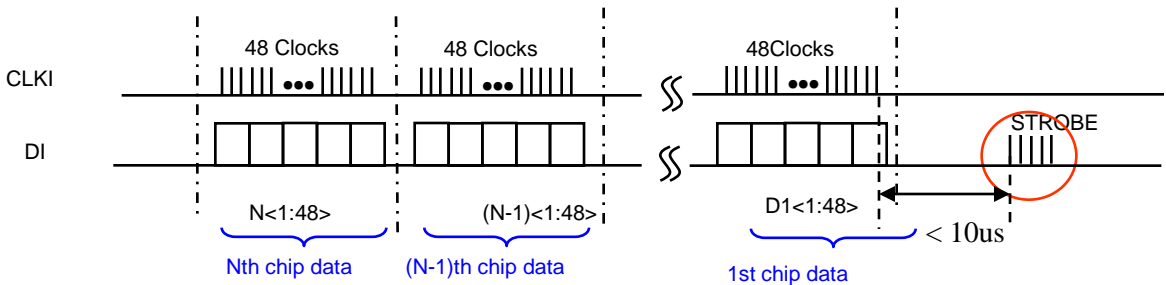 48 Clocks
48 Clocks
48Clocks
CLKI
STROBE
DI
N<1:48>
(N-1)<1:48>
D1<1:48>
< 10us
Nth chip data
(N-1)th chip data
1st chip data